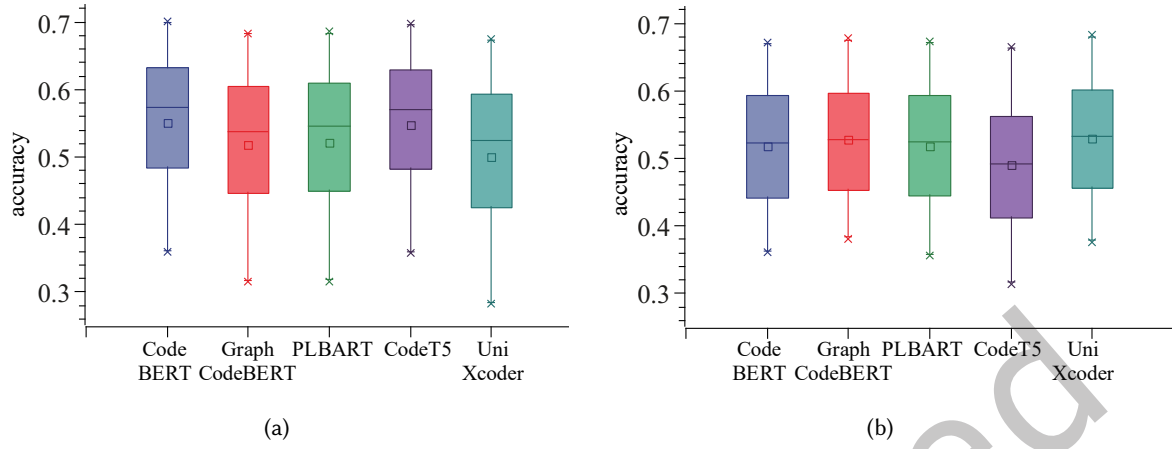 0.7
0.6
0.5
0.4
0.3
accuracy
Code BERT
Graph CodeBERT
PLBART
CodeT5
Uni Xcoder
(a)
0.7
0.6
0.5
0.4
0.3
accuracy
Code BERT
Graph CodeBERT
PLBART
CodeT5
Uni Xcoder
(b)
ed